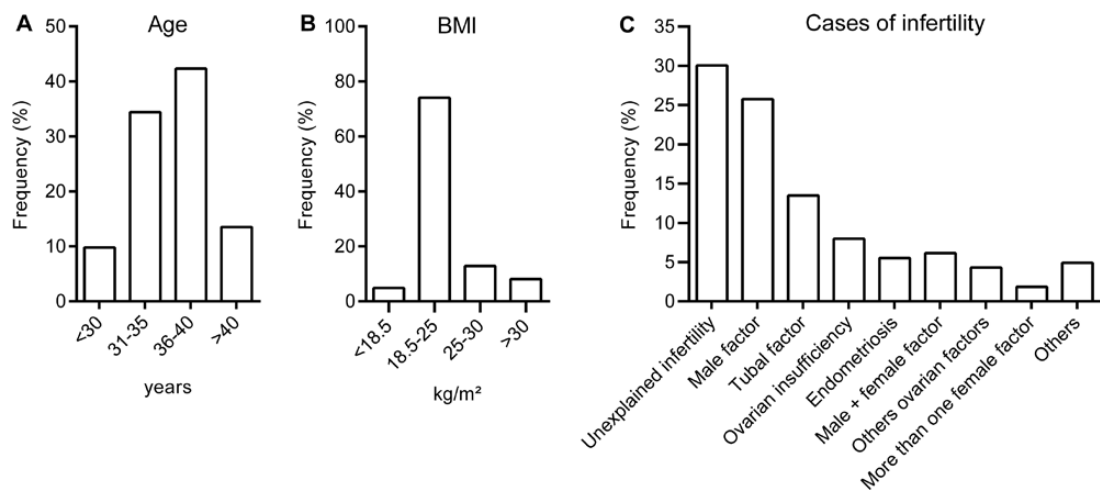 A
Age
Frequency (%)
50
40
30
20
10
0
<30
31-35
36-40
>40
years
B
BMI
Frequency (%)
100
80
60
40
20
0
<18.5
18.5-25
25-30
>30
kg/m²
C
Cases of infertility
Frequency (%)
35
30
25
20
15
10
5
0
Unexplained infertility
Male factor
Tubal factor
Ovarian insufficiency
Endometriosis
Male + female factor
Others ovarian factors
More than one female factor
Others